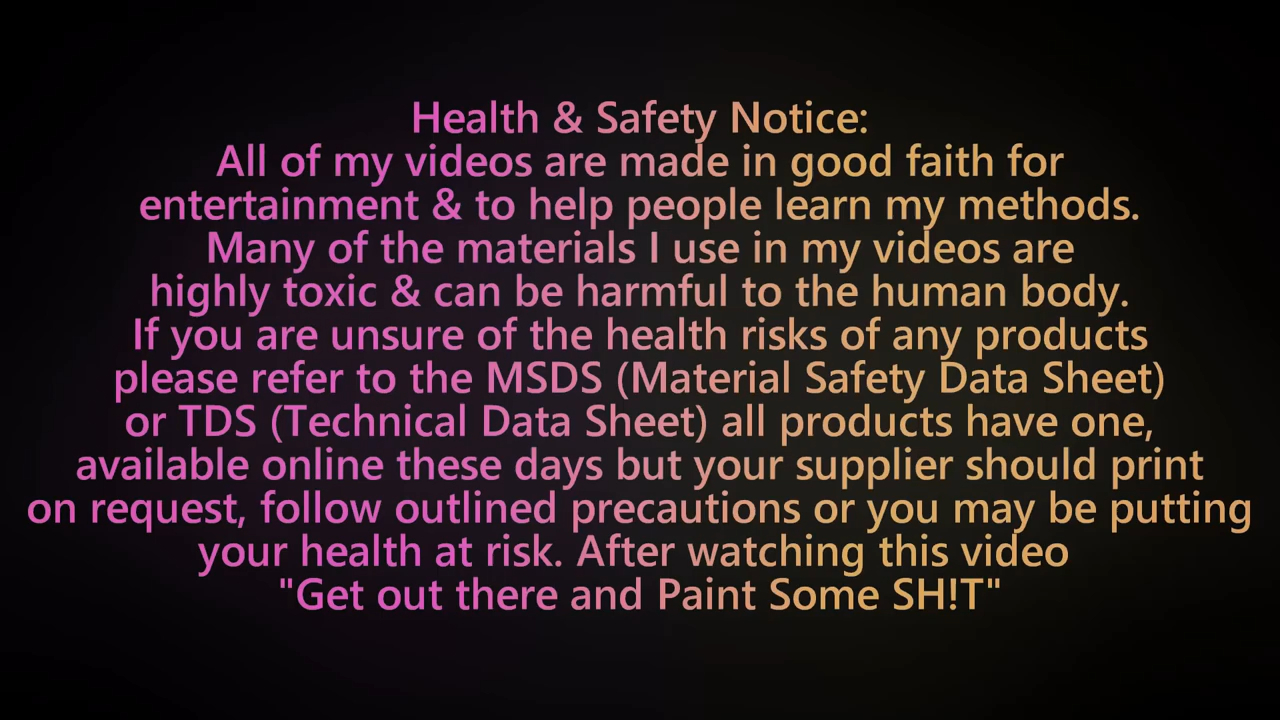 Health & Safety Notice:
All of my videos are made in good faith for
entertainment & to help people learn my methods.
Many of the materials I use in my videos are
highly toxic & can be harmful to the human body.
If you are unsure of the health risks of any products
please refer to the MSDS (Material Safety Data Sheet)
or TDS (Technical Data Sheet) all products have one,
available online these days but your supplier should print
on request, follow outlined precautions or you may be putting
your health at risk. After watching this video
"Get out there and Paint Some SH!T"